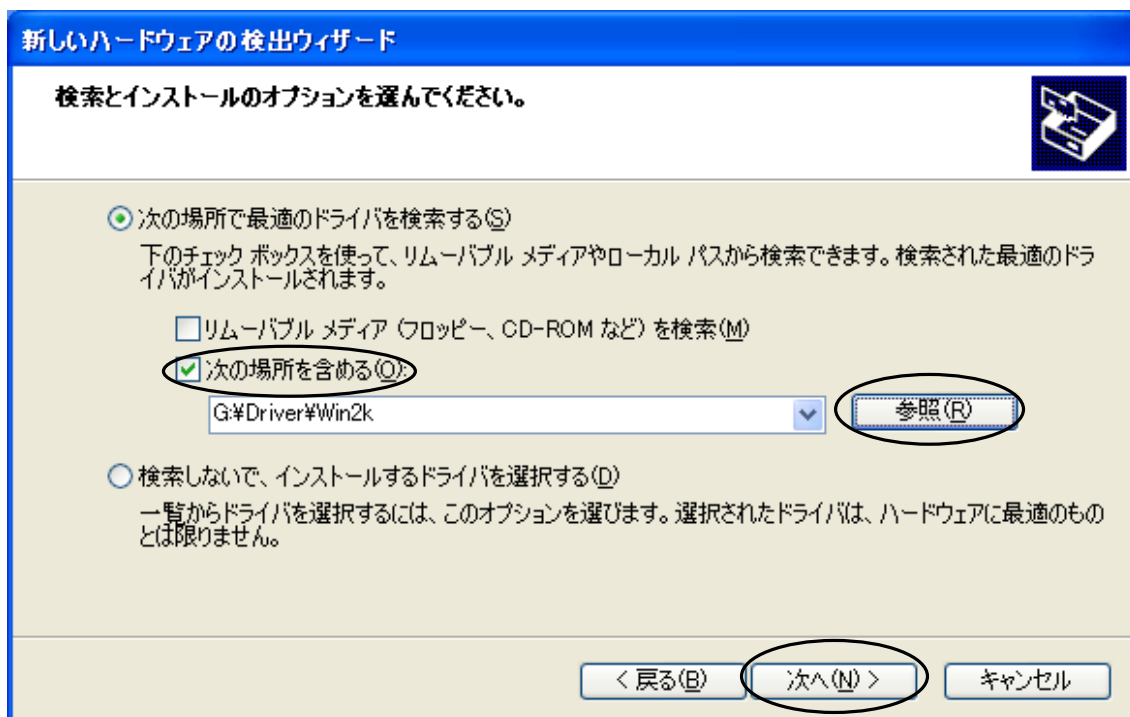 新しいハードウェアの検出ウィザード
検索とインストールのオプションを選んでください。
次の場所で最適のドライバを検索する(S)
下のチェック ボックスを使って、リムーバブル メディアやローカル パスから検索できます。検索された最適のドラ
イバがインストールされます。
リムーバブル メディア (フロッピー、CD-ROM など) を検索(M)
次の場所を含める(O):
G:¥Driver¥Win2k
参照(R)
検索しないで、インストールするドライバを選択する(D)
一覧からドライバを選択するには、このオプションを選びます。選択されたドライバは、ハードウェアに最適のもの
とは限りません。
< 戻る(B)
次へ(N) >
キャンセル